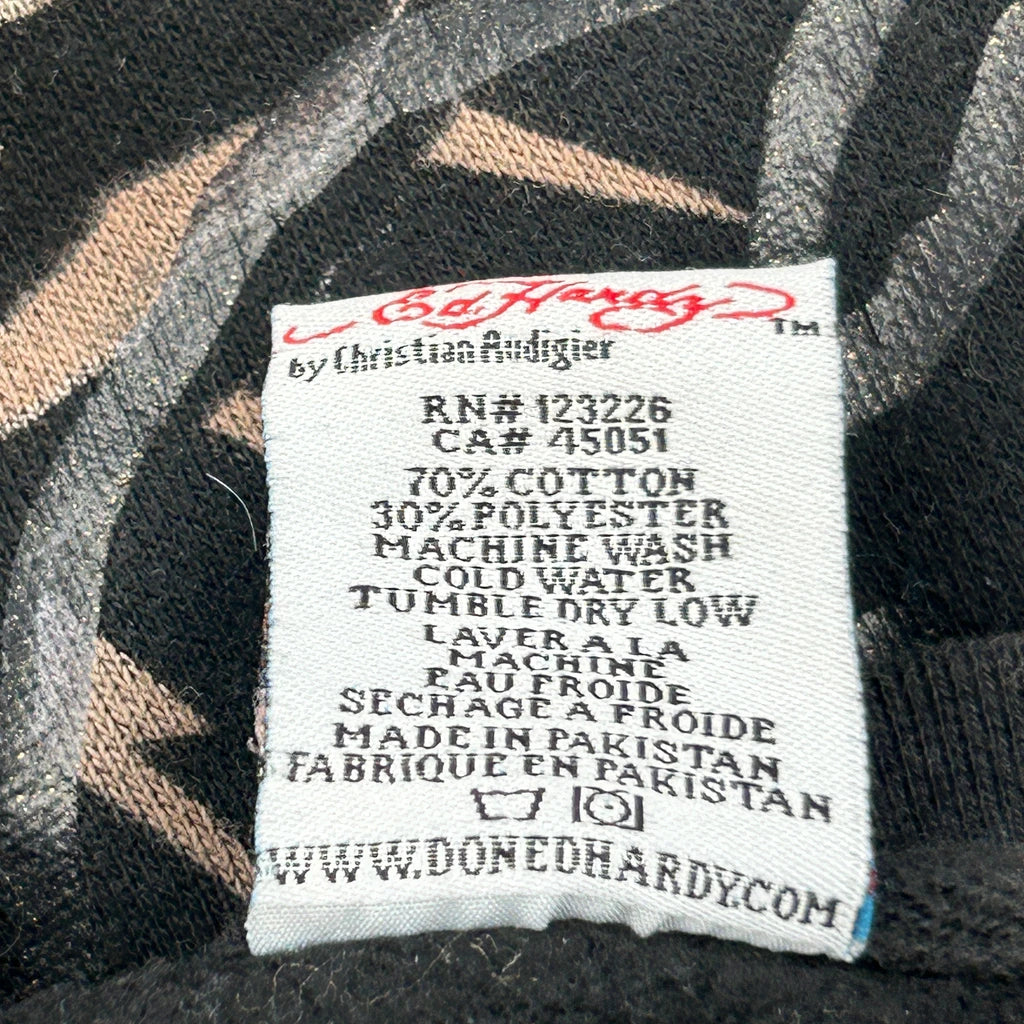 Ed Hardy TM
by Christian Audigier
RN# 123226
CA# 45051
70% COTTON
30% POLYESTER
MACHINE WASH
COLD WATER
TUMBLE DRY LOW
LAVER A LA
MACHINE
EAU FROIDE
SECHAGE A FROIDE
MADE IN PAKISTAN
FABRIQUE EN PAKISTAN
WWW.DONEDHARDY.COM